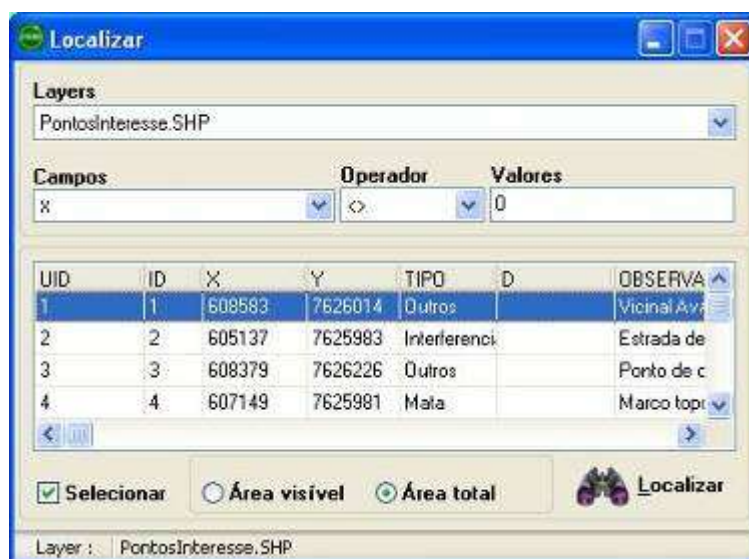 Localizar
Layers
PontosInteresse.SHP
Campos Operador Valores
x <> 0
UID ID X Y TIPO D OBSERVA
1 1 608583 7626014 Outros Vicinal Ava
2 2 605137 7625983 Interferenci Estrada de
3 3 608379 7626226 Outros Ponto de c
4 4 607149 7625981 Mata Marco topo
Selecionar Área visível Área total Localizar
Layer : PontosInteresse.SHP